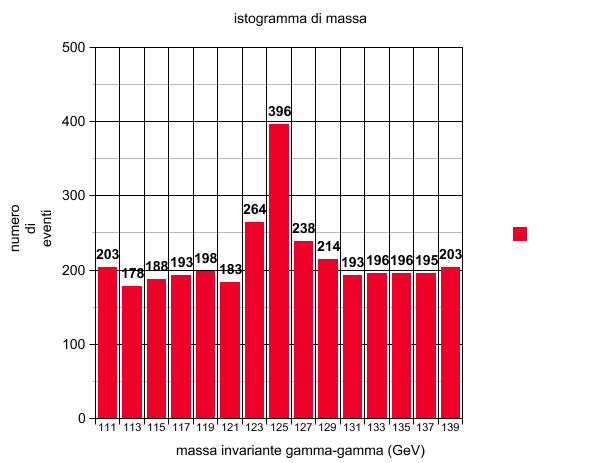 istogramma di massa
500
400
300
200
100
0
numero
di
eventi
203 178 188 193 198 183 264 396 238 214 193 196 196 195 203
111 113 115 117 119 121 123 125 127 129 131 133 135 137 139
massa invariante gamma-gamma (GeV)